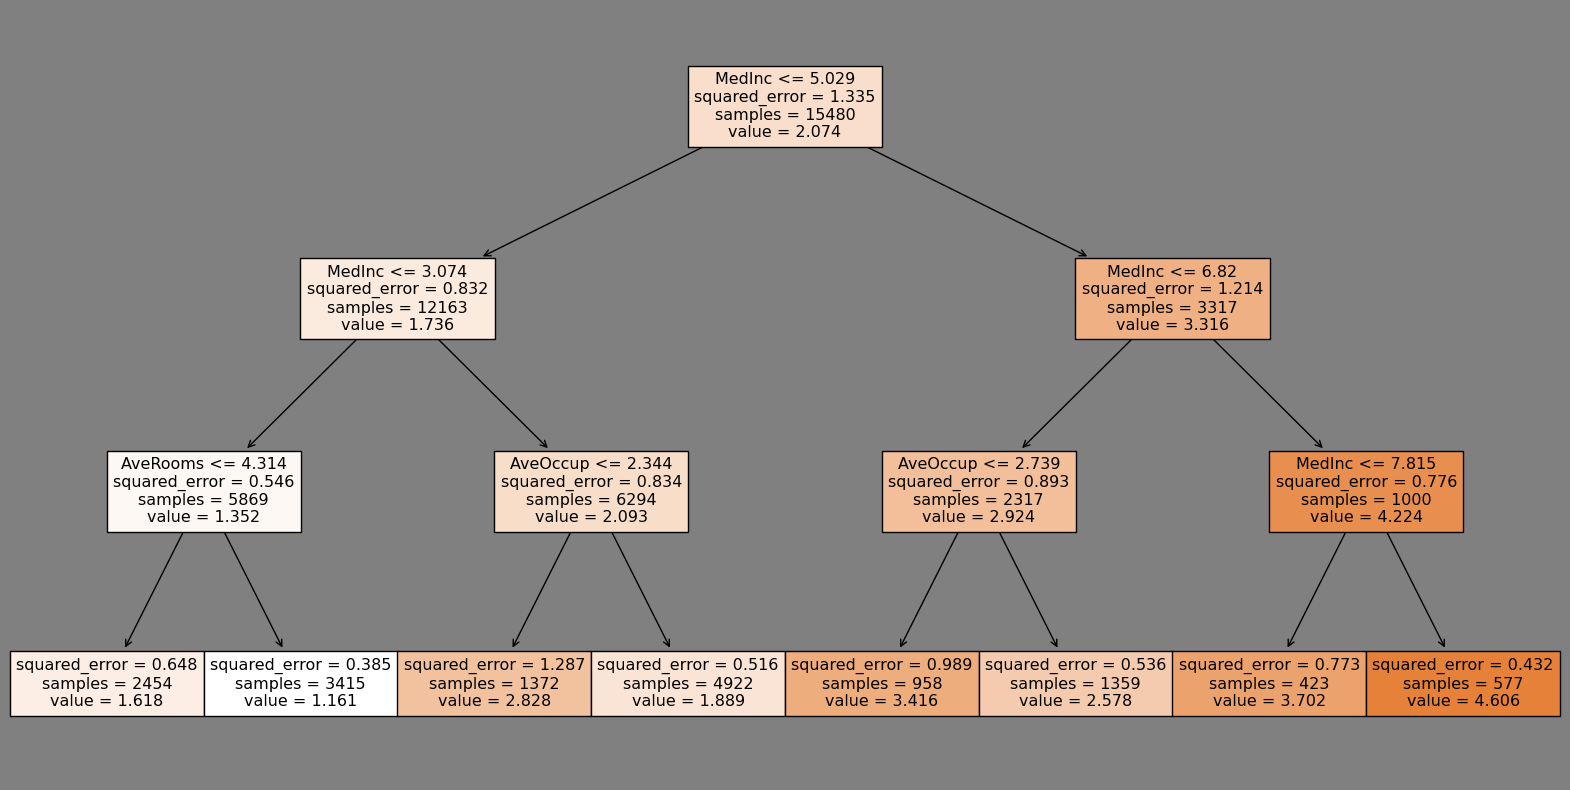 MedInc <= 5.029
squared_error = 1.335
samples = 15480
value = 2.074
MedInc <= 3.074
squared_error = 0.832
samples = 12163
value = 1.736
MedInc <= 6.82
squared_error = 1.214
samples = 3317
value = 3.316
AveRooms <= 4.314
squared_error = 0.546
samples = 5869
value = 1.352
AveOccup <= 2.344
squared_error = 0.834
samples = 6294
value = 2.093
AveOccup <= 2.739
squared_error = 0.893
samples = 2317
value = 2.924
MedInc <= 7.815
squared_error = 0.776
samples = 1000
value = 4.224
squared_error = 0.648
samples = 2454
value = 1.618
squared_error = 0.385
samples = 3415
value = 1.161
squared_error = 1.287
samples = 1372
value = 2.828
squared_error = 0.516
samples = 4922
value = 1.889
squared_error = 0.989
samples = 958
value = 3.416
squared_error = 0.536
samples = 1359
value = 2.578
squared_error = 0.773
samples = 423
value = 3.702
squared_error = 0.432
samples = 577
value = 4.606